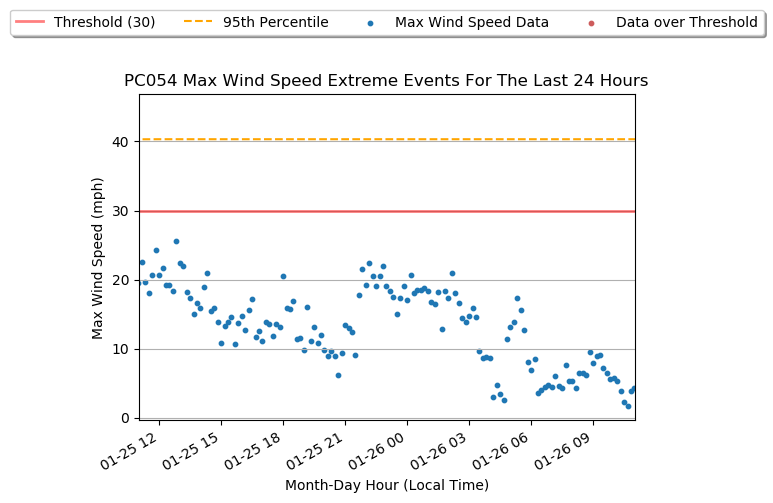 Threshold (30) 95th Percentile Max Wind Speed Data Data over Threshold
PC054 Max Wind Speed Extreme Events For The Last 24 Hours
Max Wind Speed (mph)
40
30
20
10
0
01-25 12 01-25 15 01-25 18 01-25 21 01-26 00 01-26 03 01-26 06 01-26 09
Month-Day Hour (Local Time)